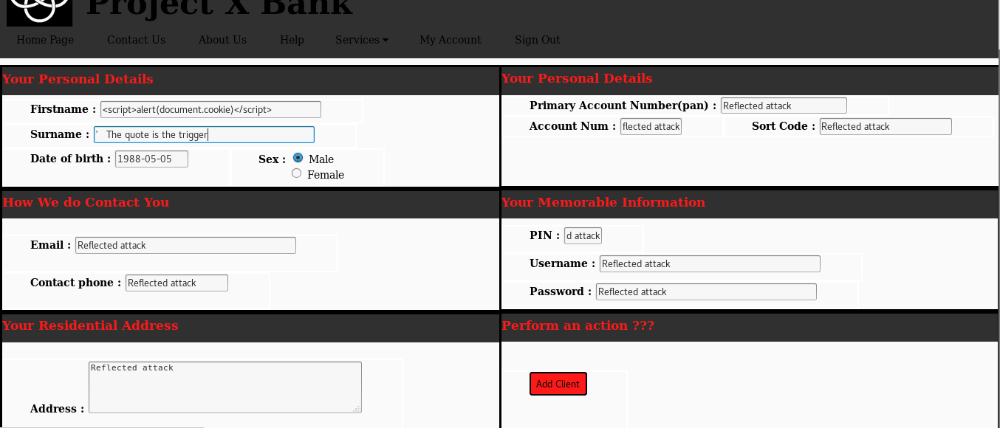 Project X Bank
Home Page Contact Us About Us Help Services My Account Sign Out
Your Personal Details
Firstname : <script>alert(document.cookie)</script>
Surname : ' The quote is the trigger
Date of birth : 1988-05-05 Sex : Male
Female
Your Personal Details
Primary Account Number(pan) : Reflected attack
Account Num : flected attack Sort Code : Reflected attack
How We do Contact You
Email : Reflected attack
Contact phone : Reflected attack
Your Memorable Information
PIN : d attack
Username : Reflected attack
Password : Reflected attack
Your Residential Address
Reflected attack
Address :
Perform an action ???
Add Client